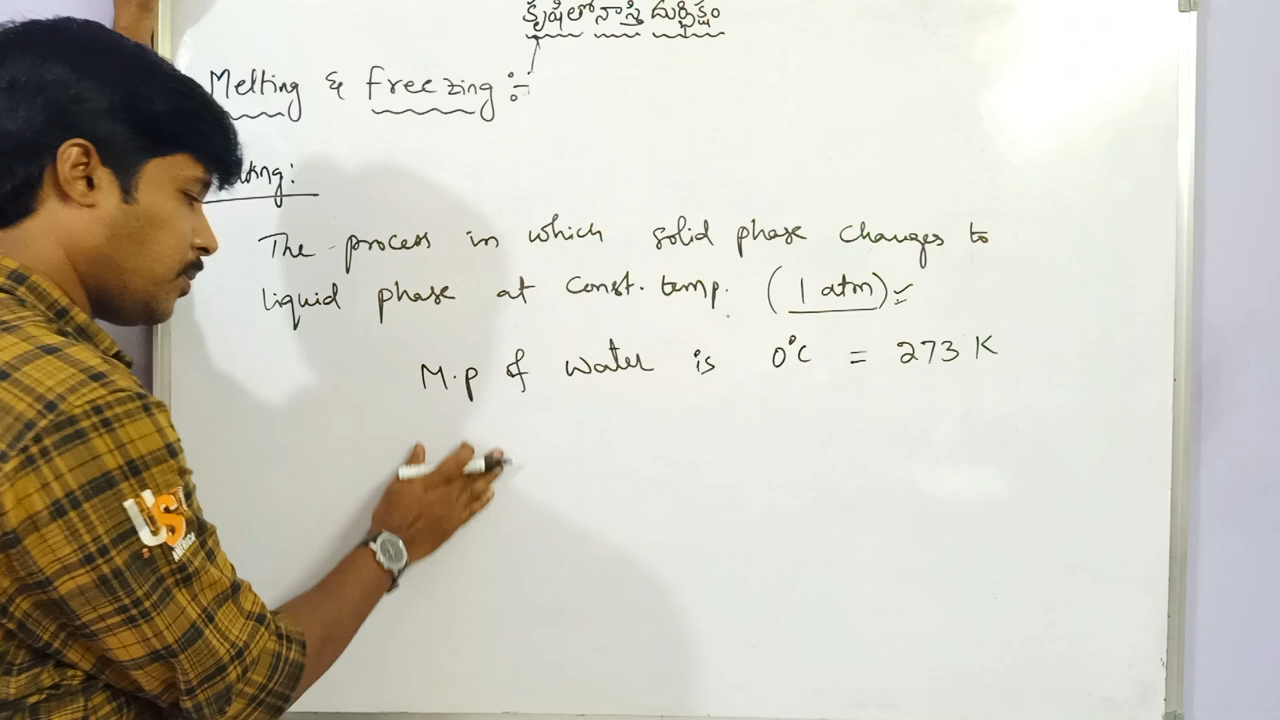 కృషితో నాస్తి దుర్భిక్షం
Melting & freezing :-
The process in which solid phase changes to
liquid phase at const. temp. (1 atm)
M.p of water is 0°C = 273 K
US